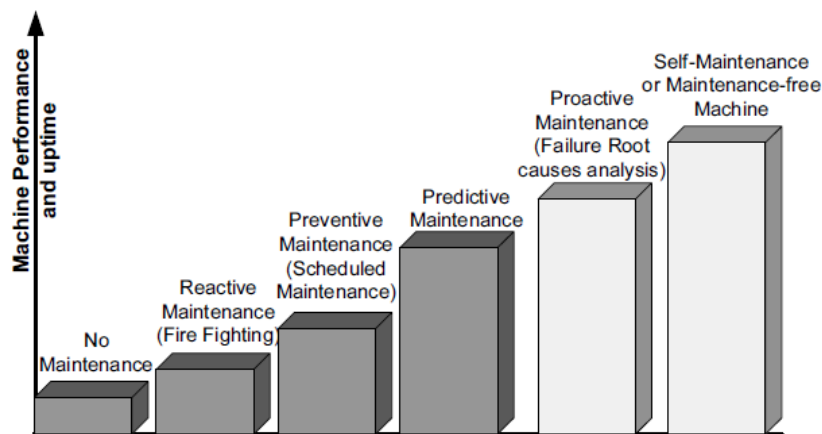 Machine Performance
and uptime
No
Maintenance
Reactive
Maintenance
(Fire Fighting)
Preventive
Maintenance
(Scheduled
Maintenance)
Predictive
Maintenance
Proactive
Maintenance
(Failure Root
causes analysis)
Self-Maintenance
or Maintenance-free
Machine